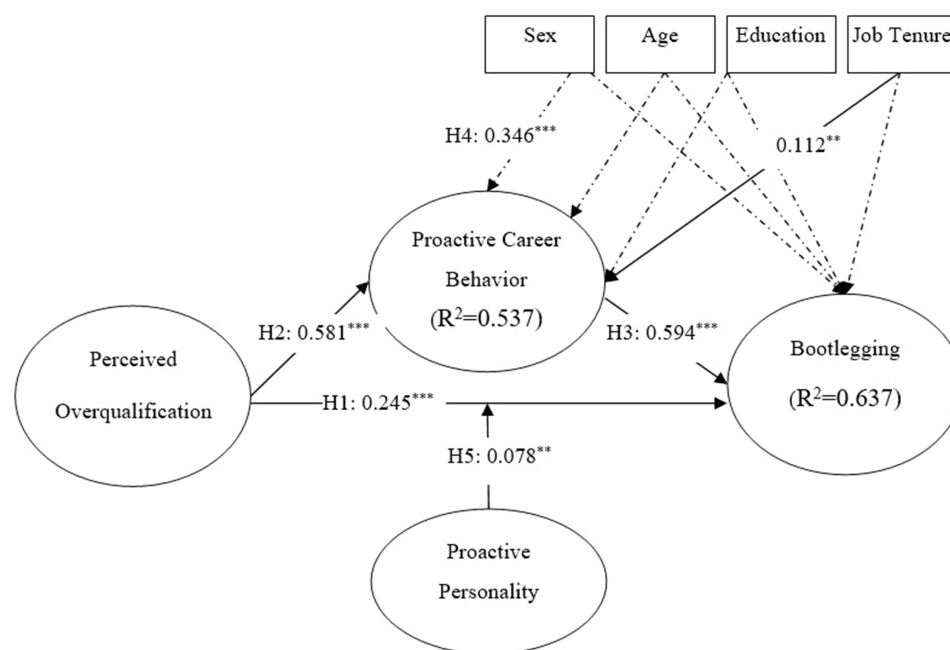 Sex
Age
Education
Job Tenure
H4: 0.346***
0.112**
Proactive Career
Behavior
(R²=0.537)
H2: 0.581***
H3: 0.594***
Perceived
Overqualification
Bootlegging
(R²=0.637)
H1: 0.245***
H5: 0.078**
Proactive
Personality